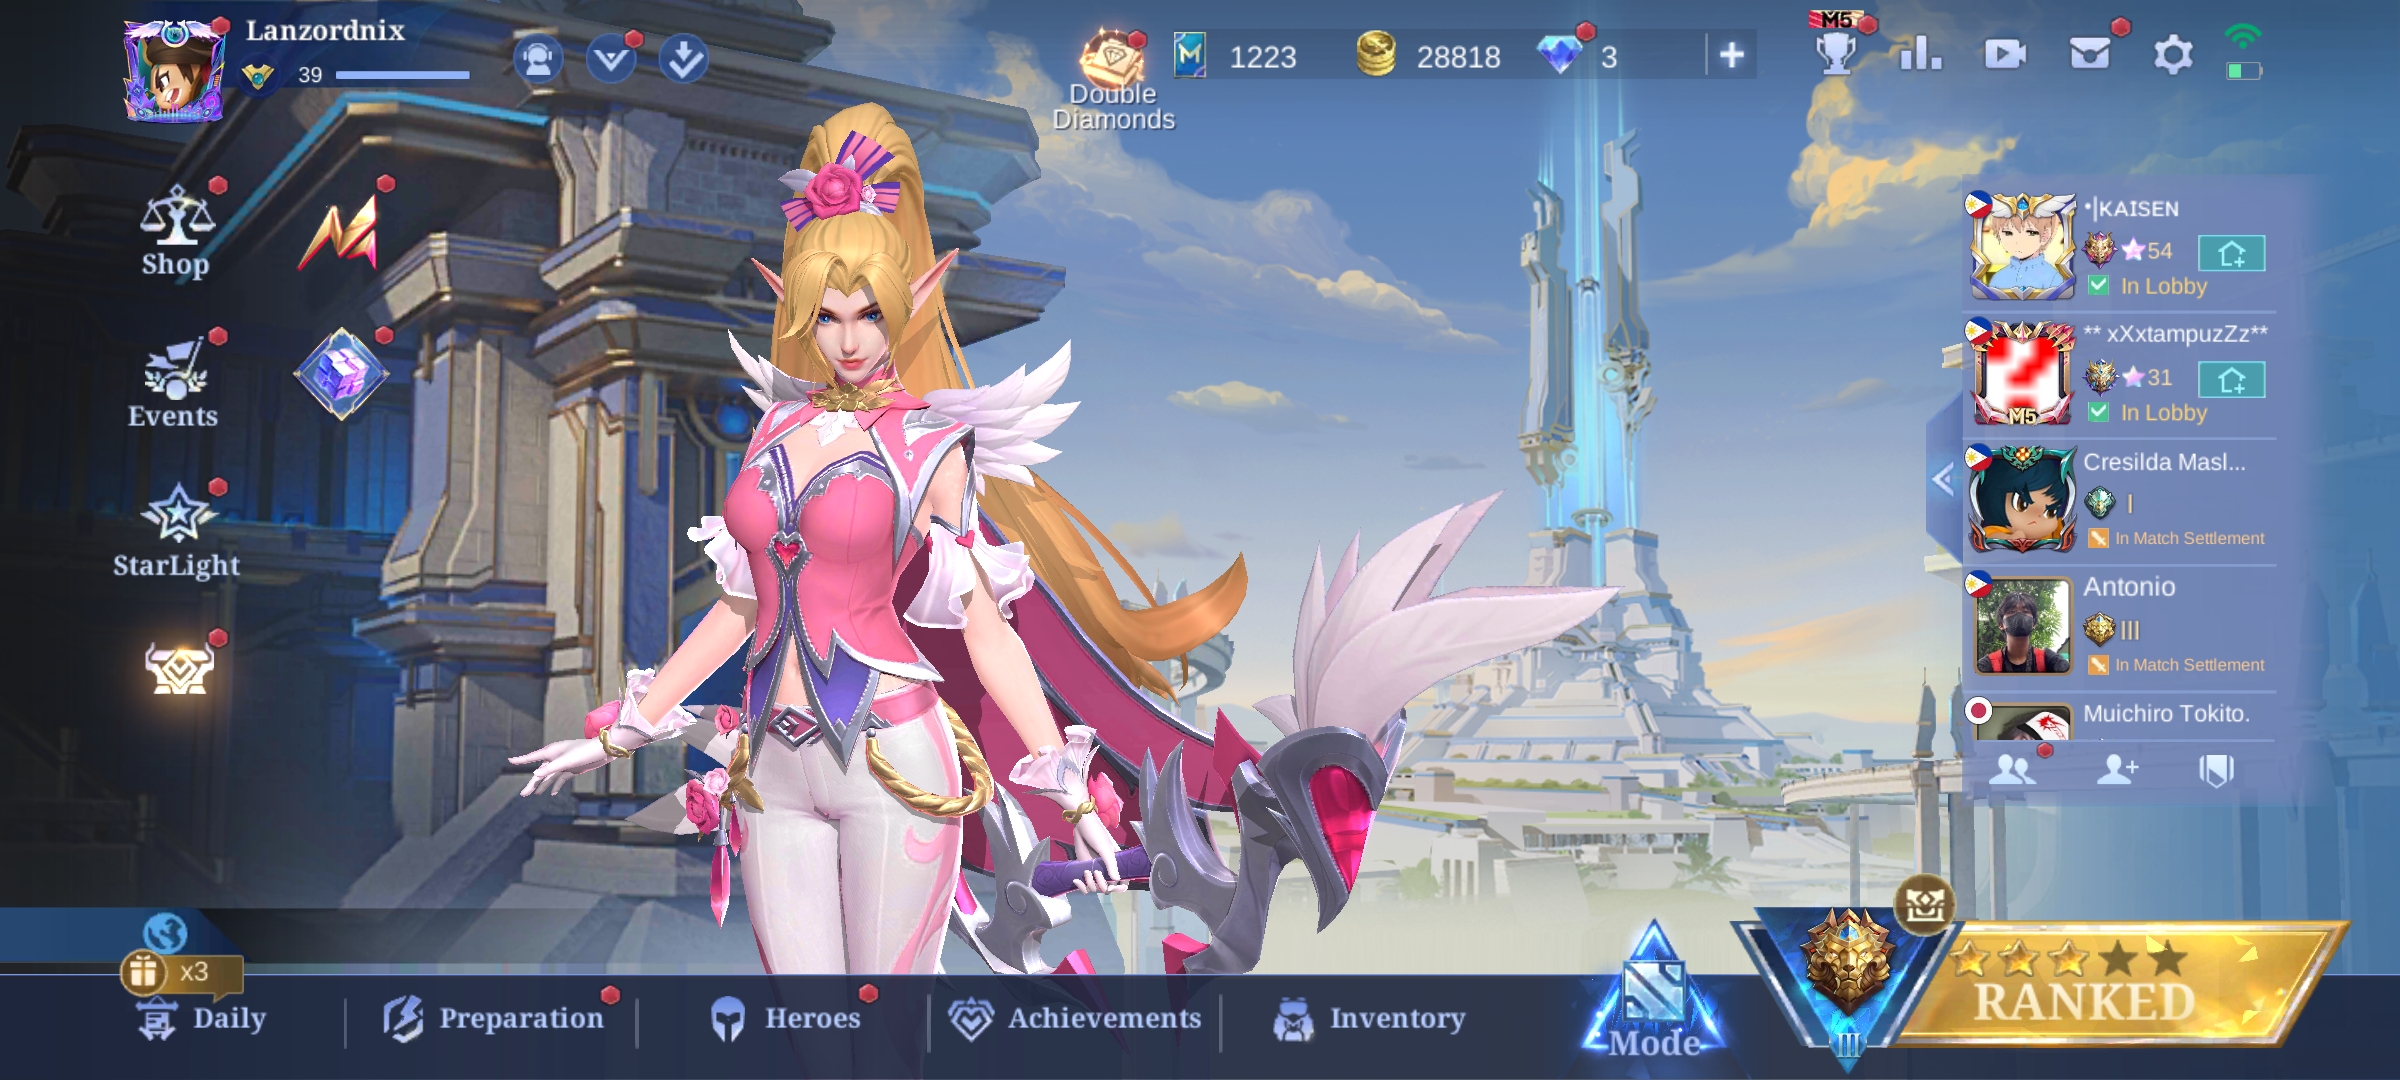 Lanzordnix
39
Double
Diamonds
1223
28818
3
M5
Shop
Events
StarLight
•|KAISEN
54
In Lobby
** xXxtampuzZz**
31
In Lobby
M5
Cresilda Masl...
I
In Match Settlement
Antonio
III
In Match Settlement
Muichiro Tokito.
x3
Daily
Preparation
Heroes
Achievements
Inventory
Mode
III
RANKED